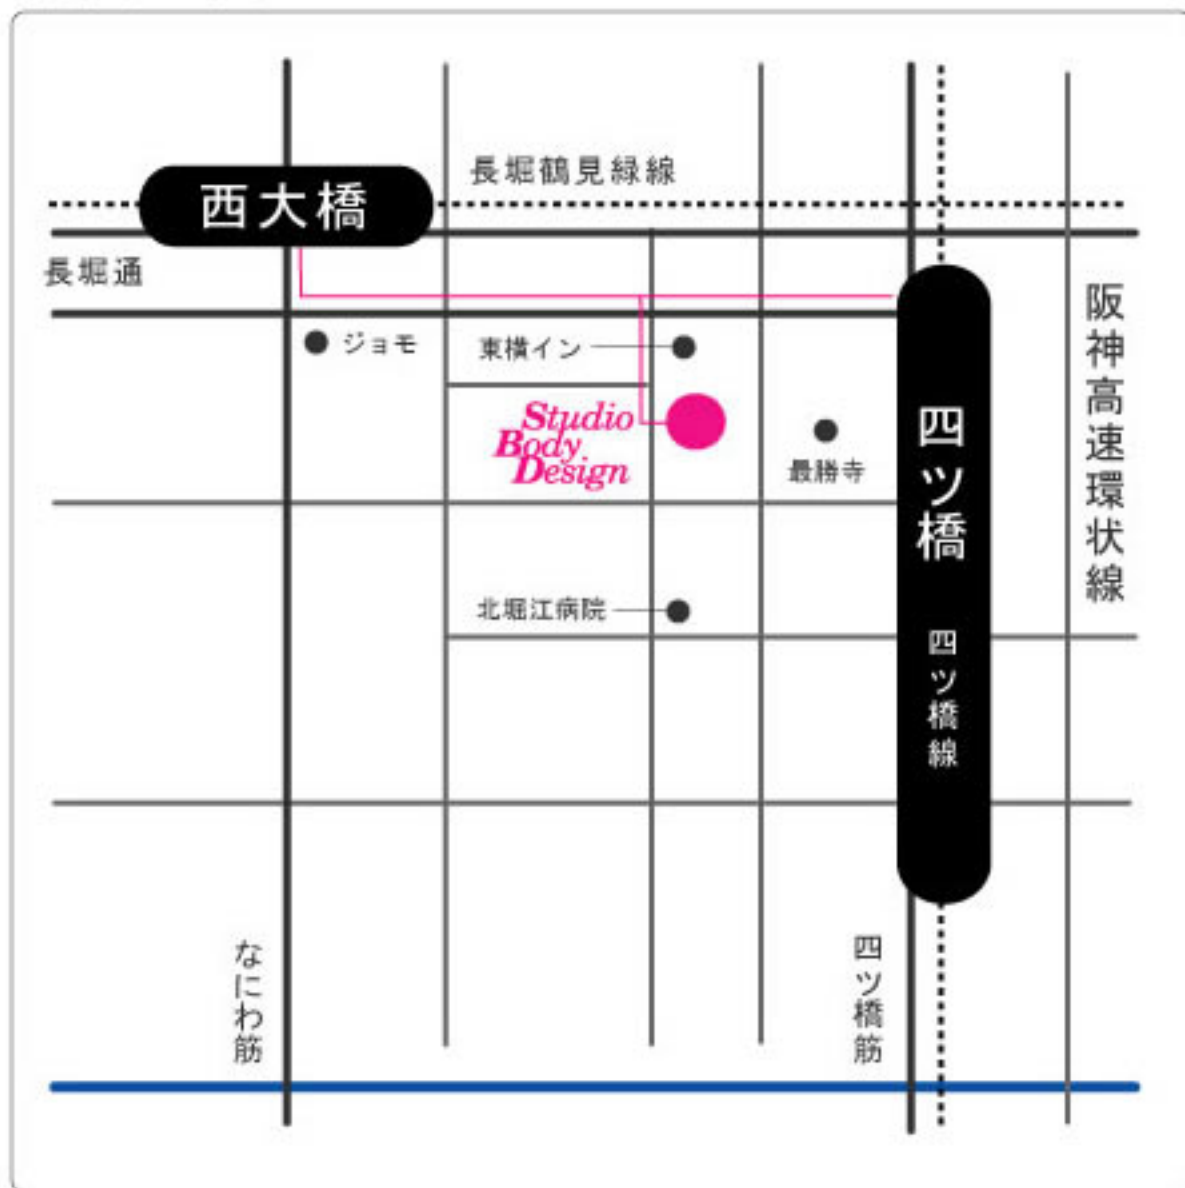 長堀鶴見緑線
西大橋
長堀通
阪神高速環状線
ジョモ
東横イン
Studio
Body
Design
四ツ橋
最勝寺
北堀江病院
四ツ橋線
なにわ筋
四ツ橋筋